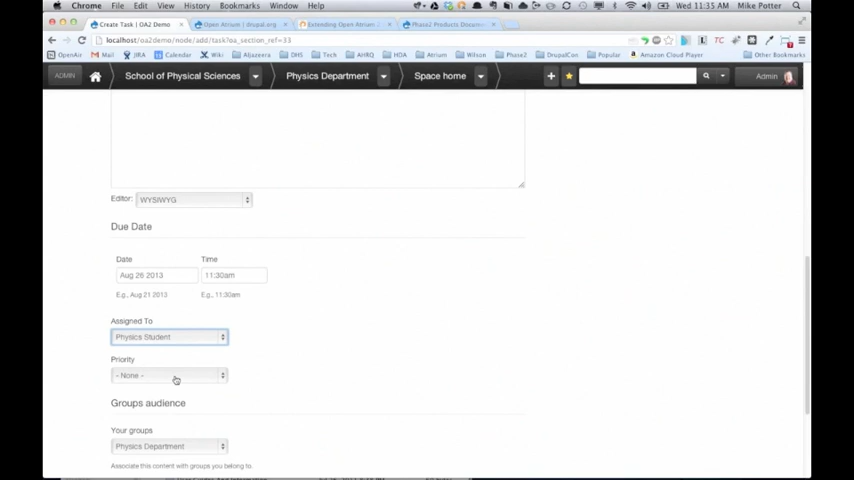 Chrome File Edit View History Bookmarks Window Help
Wed 11:35 AM Mike Potter
Create Task | OA2 Demo
Open Atrium | drupal.org
Extending Open Atrium
Phase2 Products Docume
localhost/oa2demo/node/add/task?oa_section_ref=33
OpenAir Mail JIRA Calendar Wiki Aljazeera DHS Tech AHRQ HDA Atrium Wilson Phase2 Popular DrupalCon Amazon Cloud Player Other Bookmarks
ADMIN School of Physical Sciences Physics Department Space home Admin
Editor: WYSIWYG
Due Date
Date Time
Aug 26 2013 11:30am
E.g., Aug 21 2013 E.g., 11:30am
Assigned To
Physics Student
Priority
- None -
Groups audience
Your groups
Physics Department
Associate this content with groups you belong to.